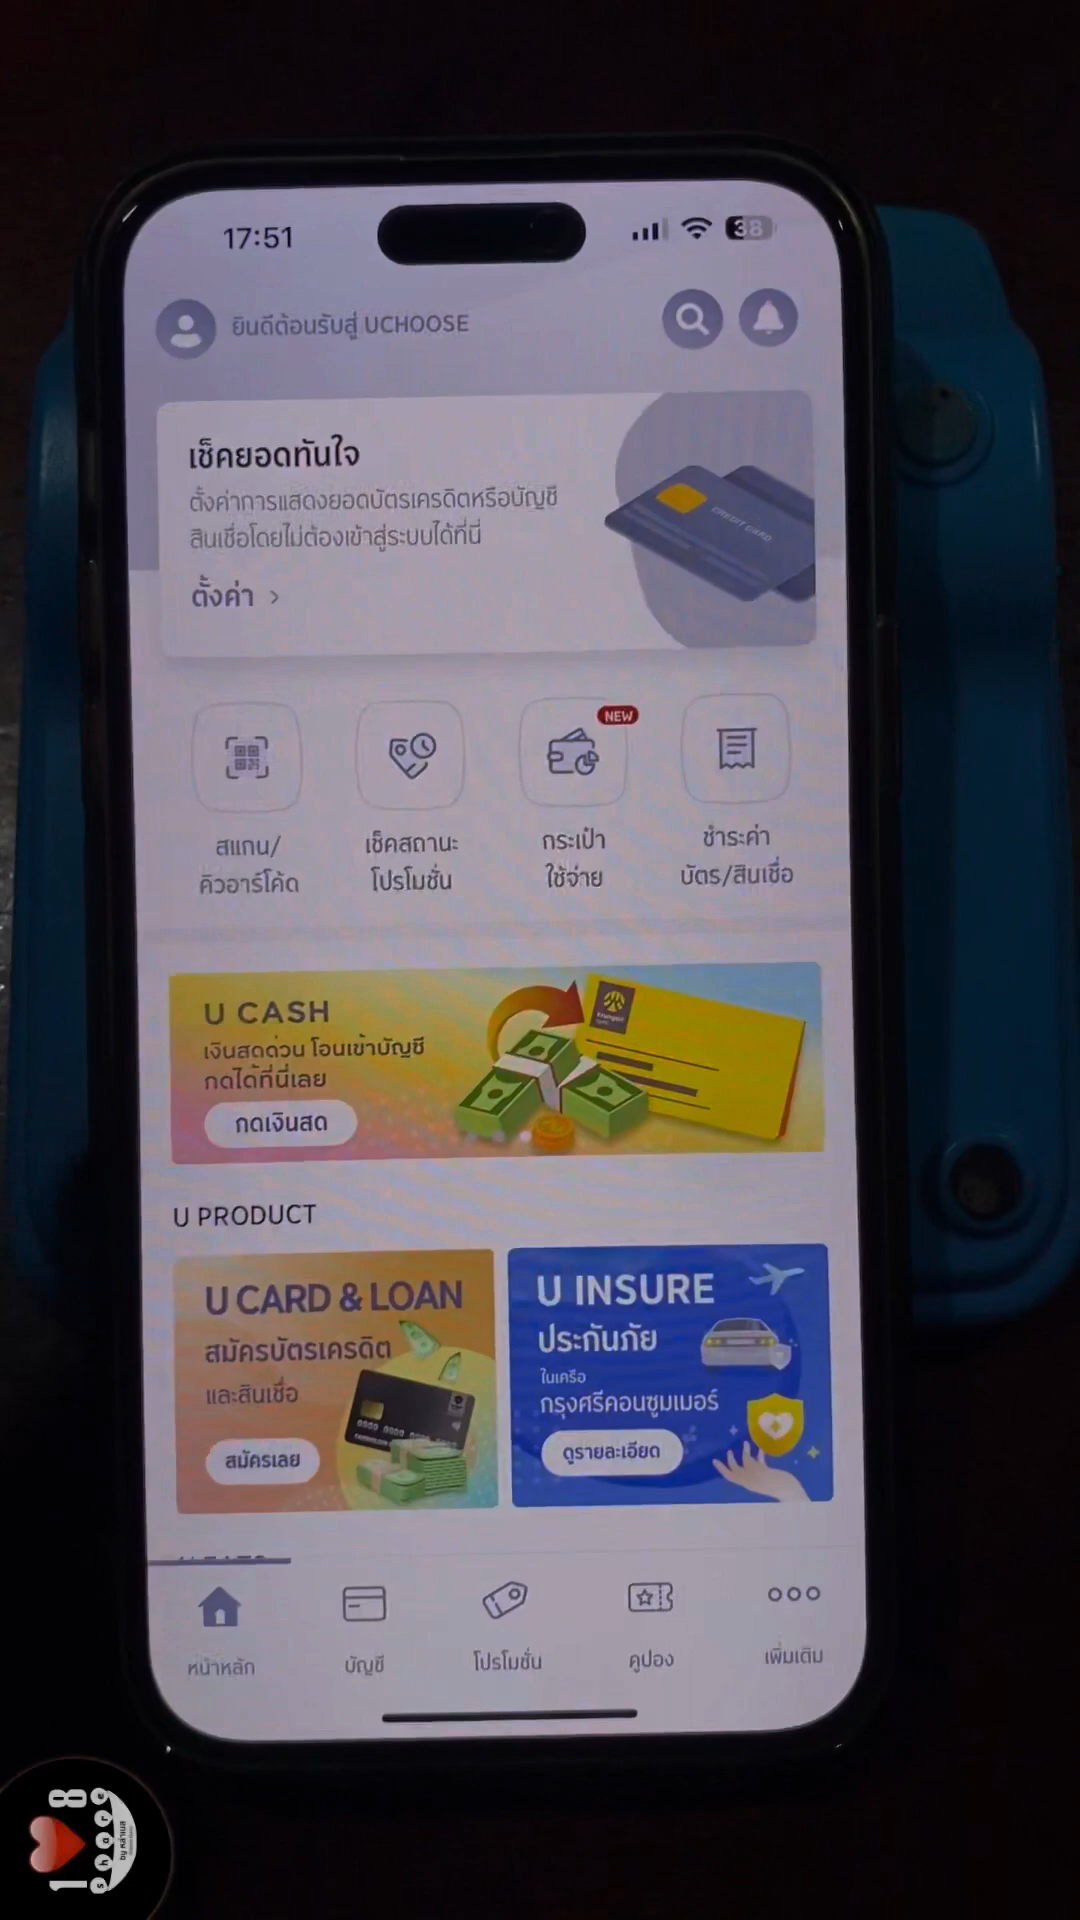 17:51
38
ยินดีต้อนรับสู่ UCHOOSE
เช็คยอดทันใจ
ตั้งค่าการแสดงยอดบัตรเครดิตหรือบัญชี
สินเชื่อโดยไม่ต้องเข้าสู่ระบบได้ที่นี่
ตั้งค่า
CREDIT CARD
NEW
สแกน/
คิวอาร์โค้ด
เช็คสถานะ
โปรโมชั่น
กระเป๋า
ใช้จ่าย
ชำระค่า
บัตร/สินเชื่อ
U CASH
เงินสดด่วน โอนเข้าบัญชี
กดได้ที่นี่เลย
กดเงินสด
U PRODUCT
U CARD & LOAN
สมัครบัตรเครดิต
และสินเชื่อ
สมัครเลย
U INSURE
ประกันภัย
ในเครือ
กรุงศรีคอนซูมเมอร์
ดูรายละเอียด
หน้าหลัก
บัญชี
โปรโมชั่น
คูปอง
เพิ่มเติม
1 8
share
by หล่าเนล